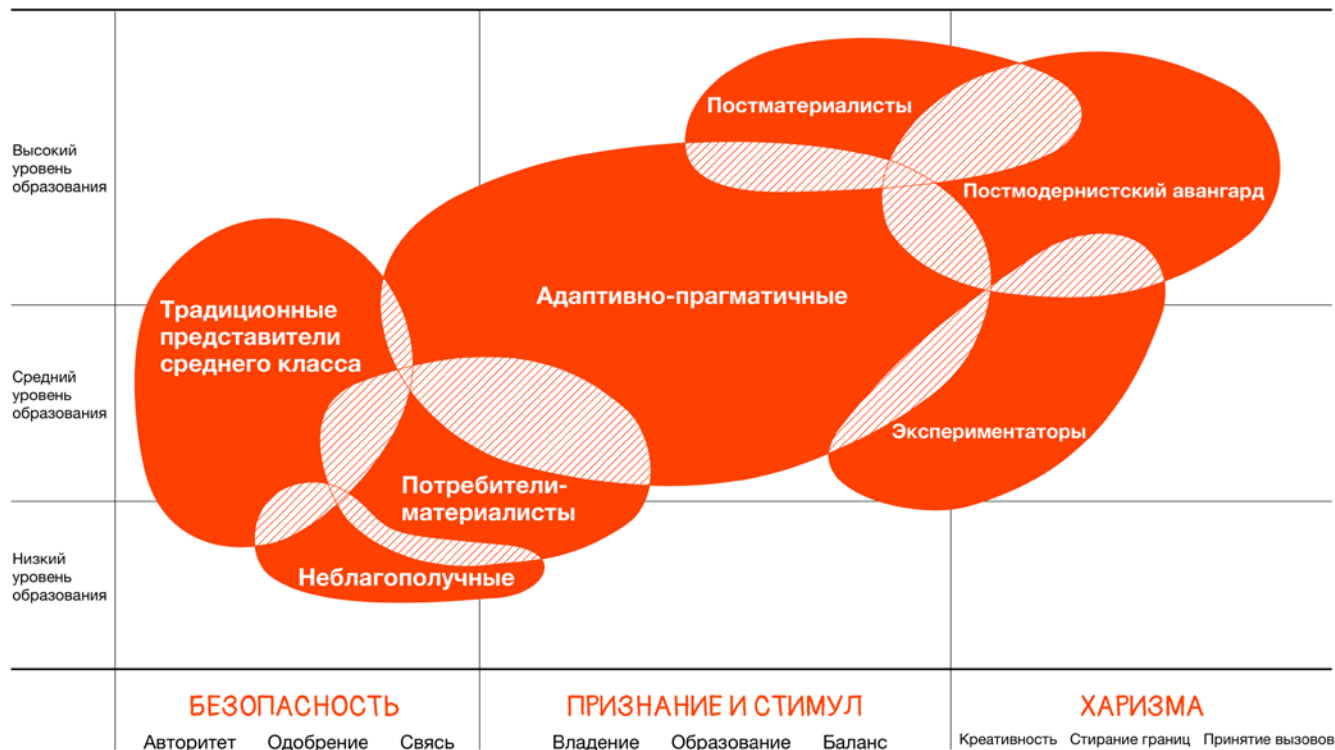 Постматериалисты
Высокий
уровень
образования
Постмодернистский авангард
Адаптивно-прагматичные
Традиционные
представители
среднего класса
Средний
уровень
образования
Экспериментаторы
Потребители-
материалисты
Низкий
уровень
образования
Неблагополучные
БЕЗОПАСНОСТЬ ПРИЗНАНИЕ И СТИМУЛ ХАРИЗМА
Авторитет Одобрение Свясь Владение Образование Баланс Креативность Стирание границ Принятие вызовов